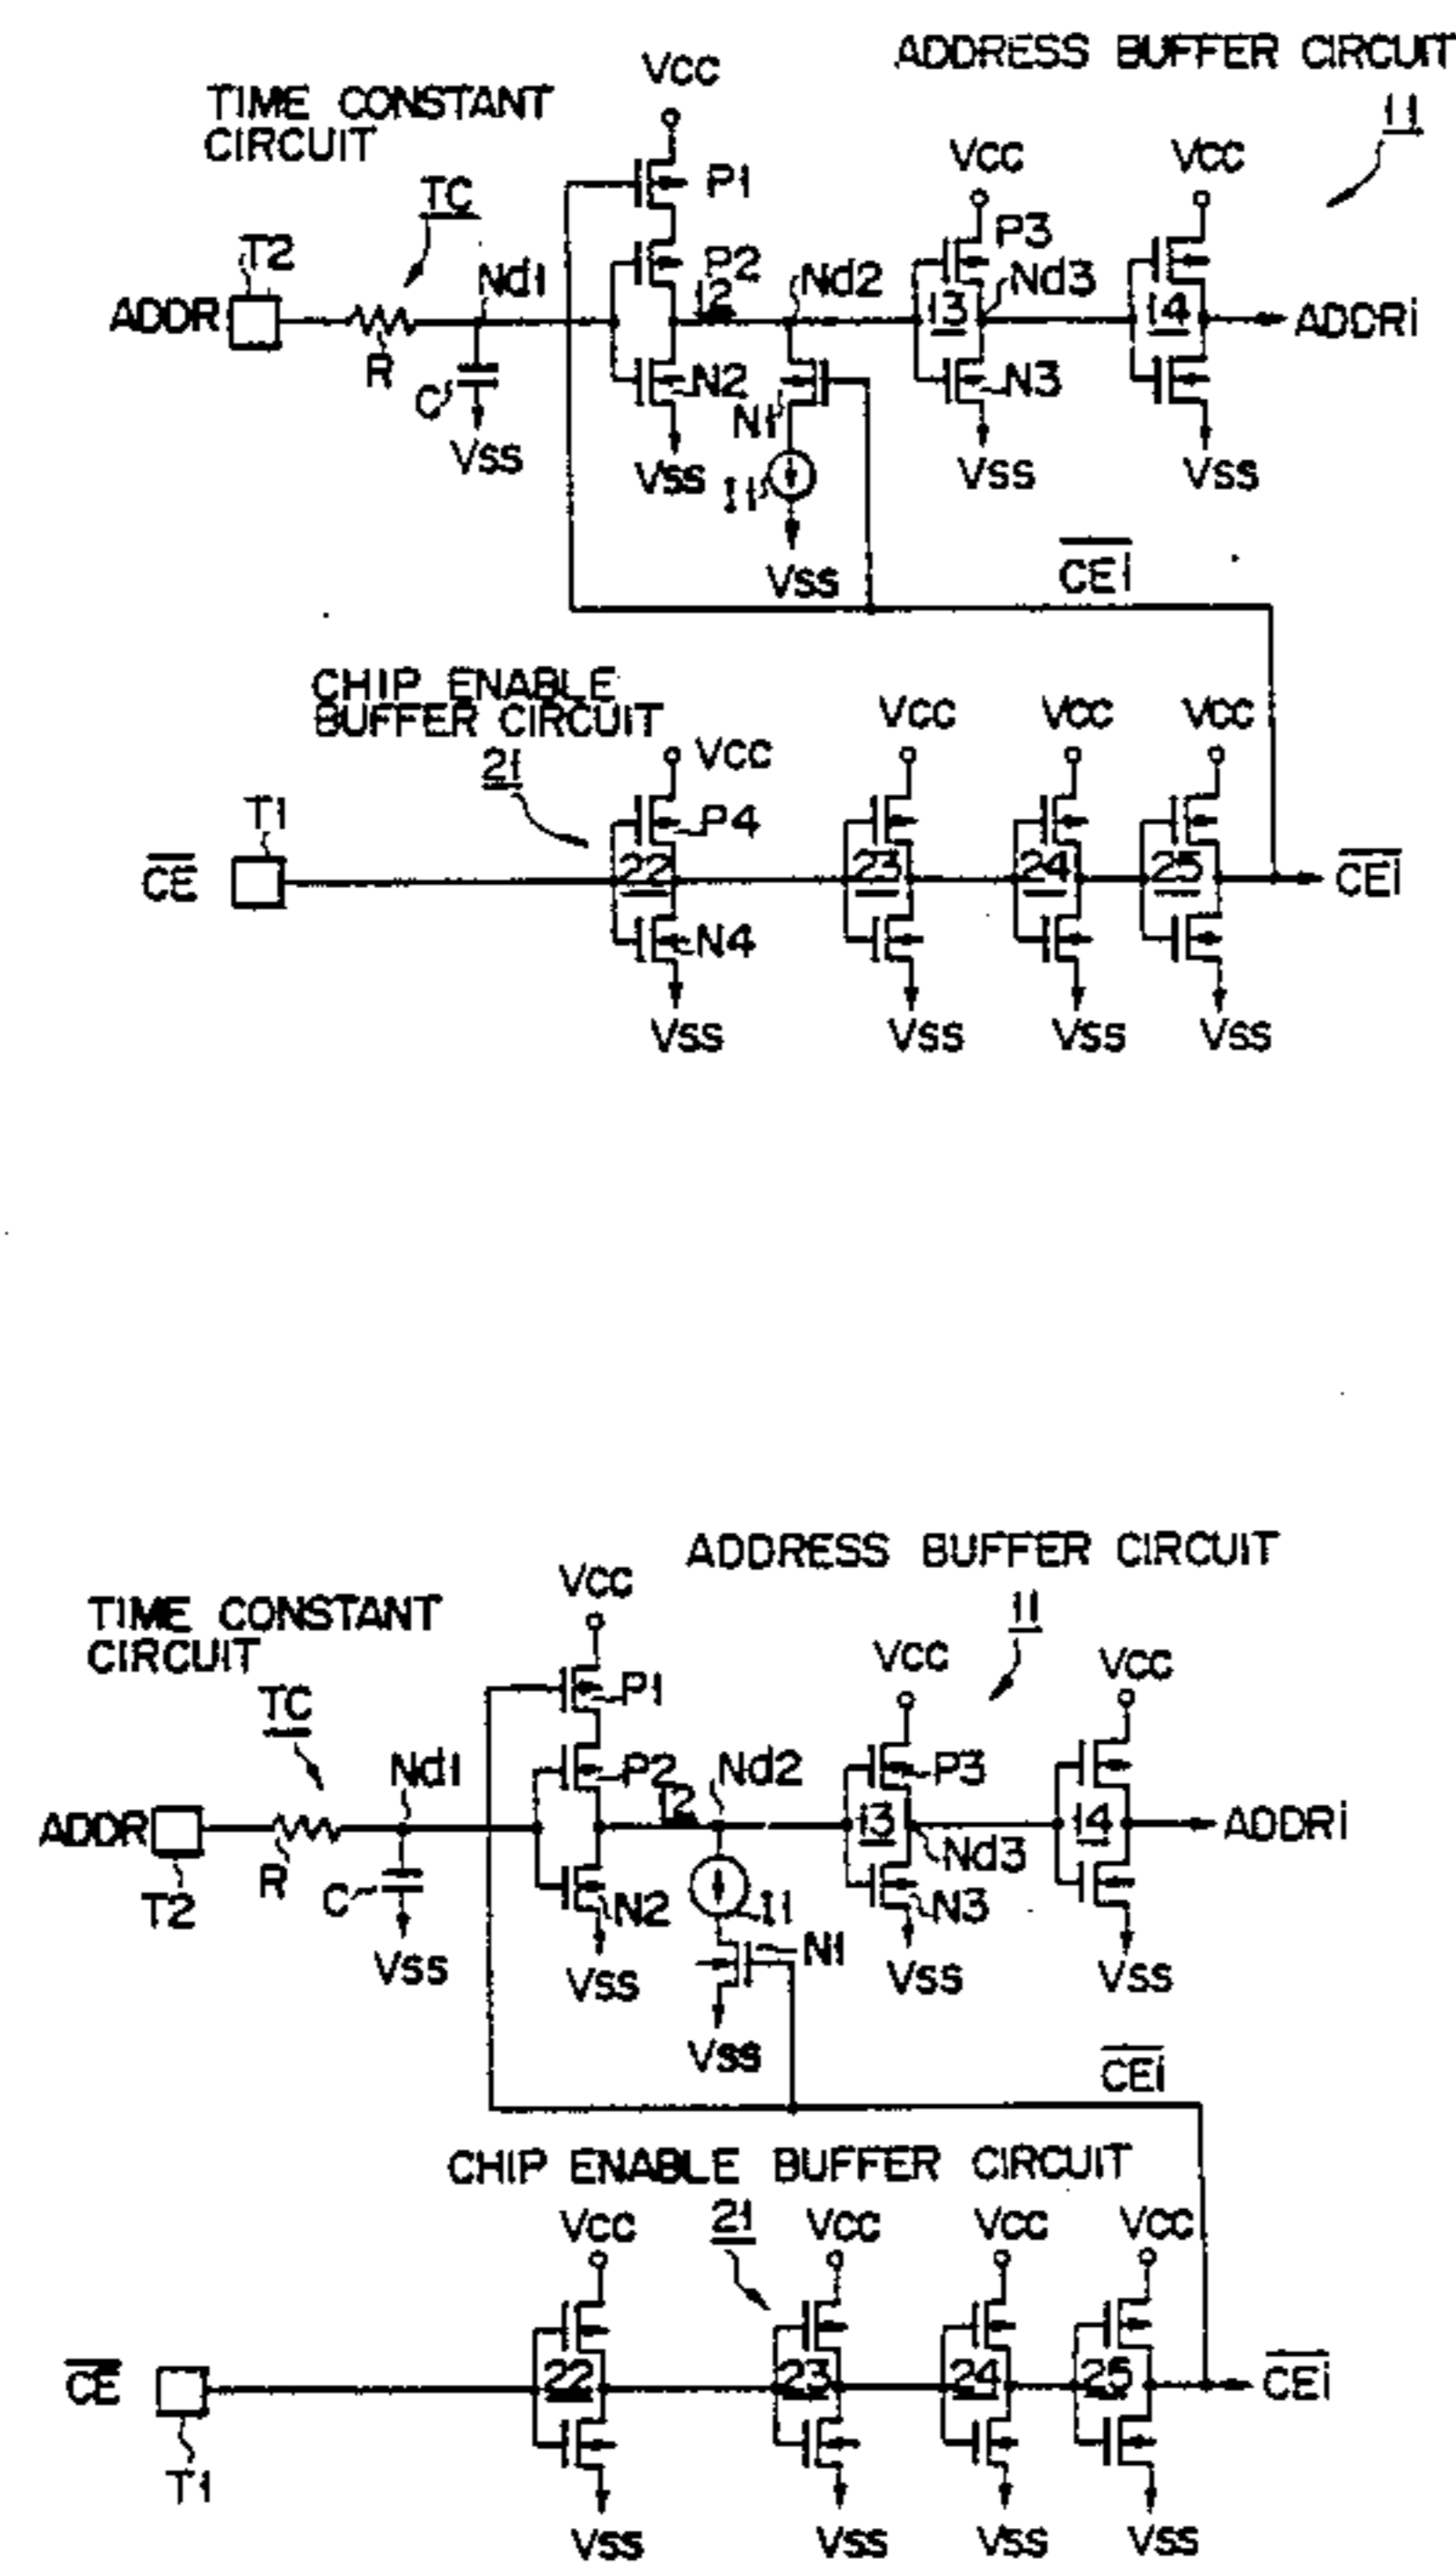 ADDRESS BUFFER CIRCUIT
11
TIME CONSTANT
CIRCUIT
TC
VCC
VCC
VCC
P1
P2
P3
T2
Nd1
12
Nd2
13
Nd3
14
ADDR
ADDRi
R
C
N2
N1
N3
VSS
VSS
I1
VSS
VSS
VSS
CEi
CHIP ENABLE
BUFFER CIRCUIT
21
VCC
VCC
VCC
VCC
T1
P4
CE
22
23
24
25
CEi
N4
VSS
VSS
VSS
VSS
ADDRESS BUFFER CIRCUIT
11
TIME CONSTANT
CIRCUIT
TC
VCC
VCC
VCC
P1
P2
P3
Nd1
12
Nd2
13
Nd3
14
ADDR
ADDRi
T2
R
C
N2
I1
N1
N3
VSS
VSS
VSS
VSS
VSS
CEi
CHIP ENABLE BUFFER CIRCUIT
21
VCC
VCC
VCC
VCC
CE
22
23
24
25
CEi
T1
VSS
VSS
VSS
VSS